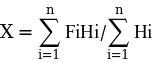 X = ∑_{i=1}^{n} FiHi / ∑_{i=1}^{n} Hi